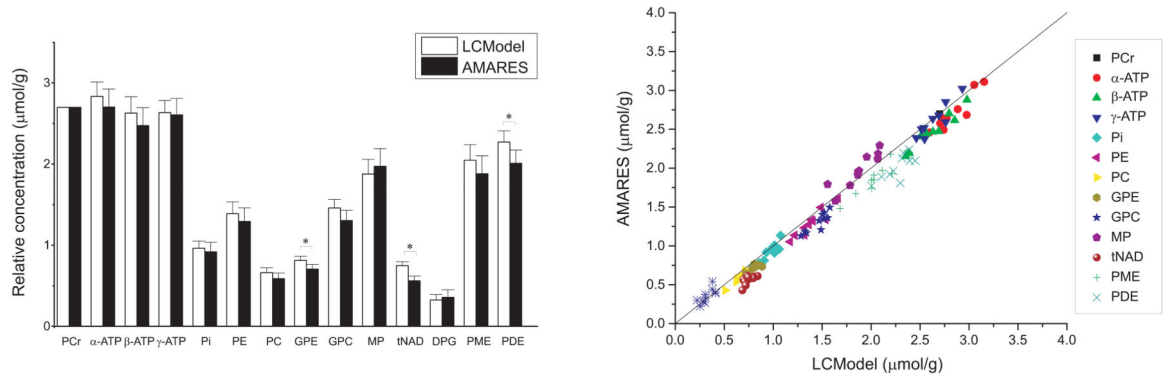 LCModel
AMARES
Relative concentration (μmol/g)
3
2
1
0
*
*
*
PCr α-ATP β-ATP γ-ATP Pi PE PC GPE GPC MP tNAD DPG PME PDE
AMARES (μmol/g)
4.0
3.5
3.0
2.5
2.0
1.5
1.0
0.5
0.0
0.0 0.5 1.0 1.5 2.0 2.5 3.0 3.5 4.0
LCModel (μmol/g)
PCr
α-ATP
β-ATP
γ-ATP
Pi
PE
PC
GPE
GPC
MP
tNAD
PME
PDE